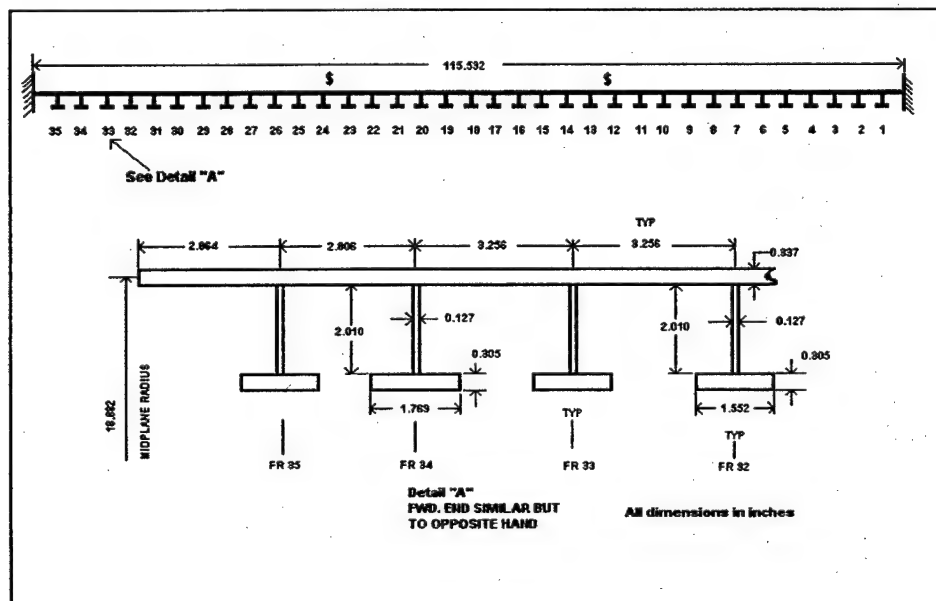 115.532
$ $
35 34 33 32 31 30 29 28 27 26 25 24 23 22 21 20 19 18 17 16 15 14 13 12 11 10 9 8 7 6 5 4 3 2 1
See Detail "A"
TYP
2.864 2.806 3.256 3.256
0.337
2.010 0.127 2.010 0.127
0.305 0.305
1.769 1.552
MIDPLANE RADIUS
TYP TYP
FR 35 FR 34 FR 33 FR 32
Detail "A"
FWD. END SIMILAR BUT
TO OPPOSITE HAND
All dimensions in inches